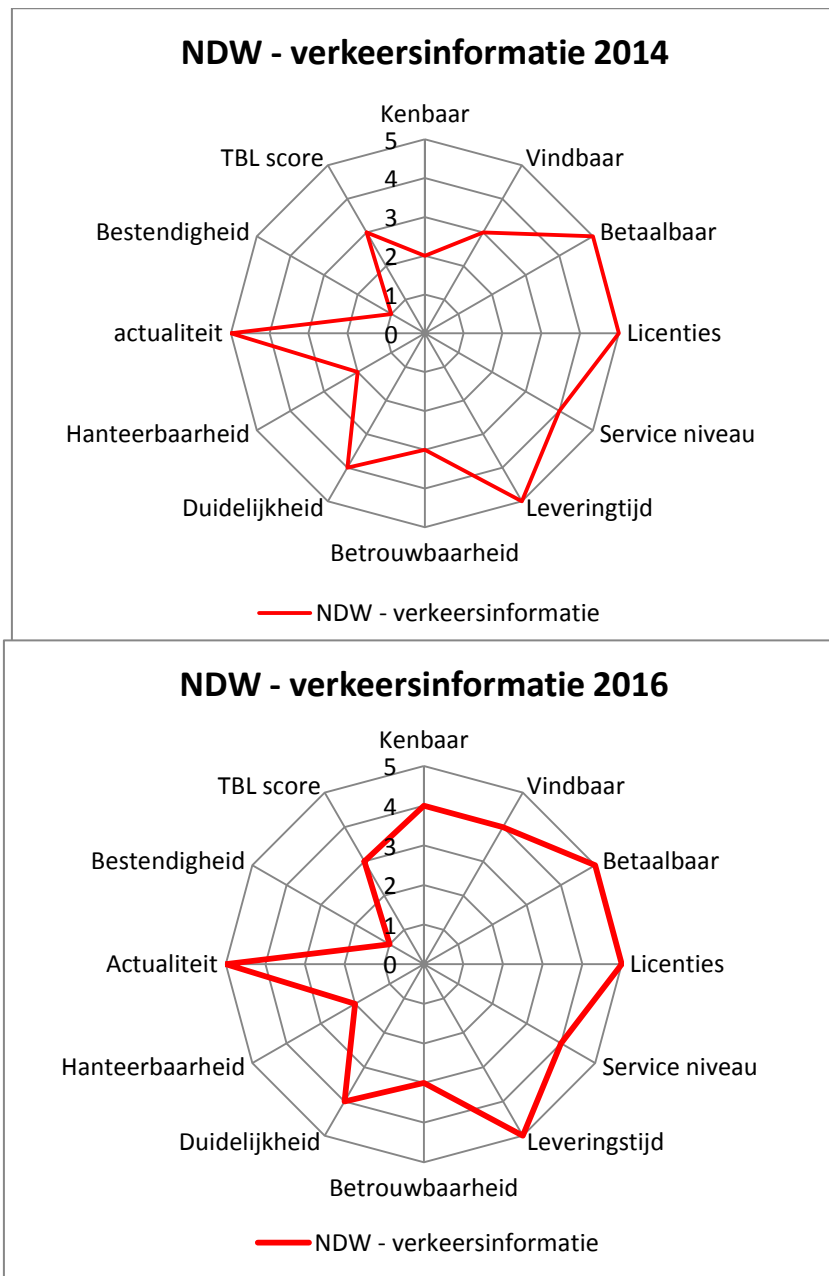 NDW - verkeersinformatie 2014
Kenbaar
TBL score
5
Vindbaar
4
Bestendigheid
3
Betaalbaar
2
1
actualiteit
0
Licenties
Hanteerbaarheid
Service niveau
Duidelijkheid
Leveringtijd
Betrouwbaarheid
NDW - verkeersinformatie
NDW - verkeersinformatie 2016
Kenbaar
TBL score
5
Vindbaar
4
Bestendigheid
3
Betaalbaar
2
1
Actualiteit
0
Licenties
Hanteerbaarheid
Service niveau
Duidelijkheid
Leveringstijd
Betrouwbaarheid
NDW - verkeersinformatie